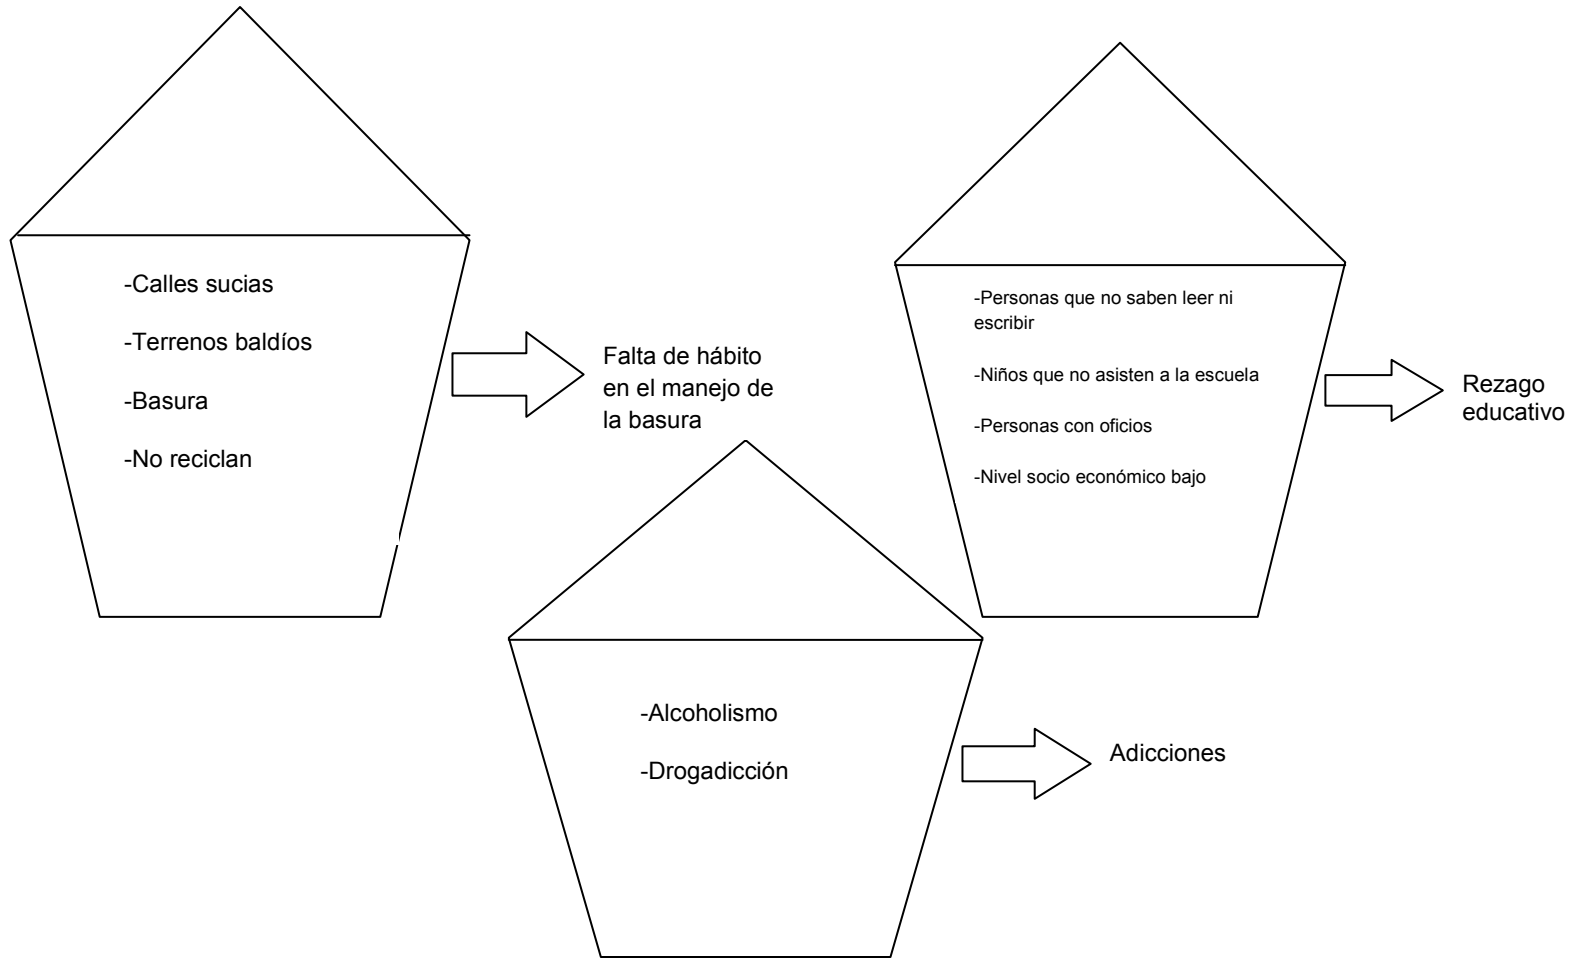 -Calles sucias
-Terrenos baldíos
-Basura
-No reciclan
Falta de hábito
en el manejo de
la basura
-Personas que no saben leer ni
escribir
-Niños que no asisten a la escuela
-Personas con oficios
-Nivel socio económico bajo
Rezago
educativo
-Alcoholismo
-Drogadicción
Adicciones